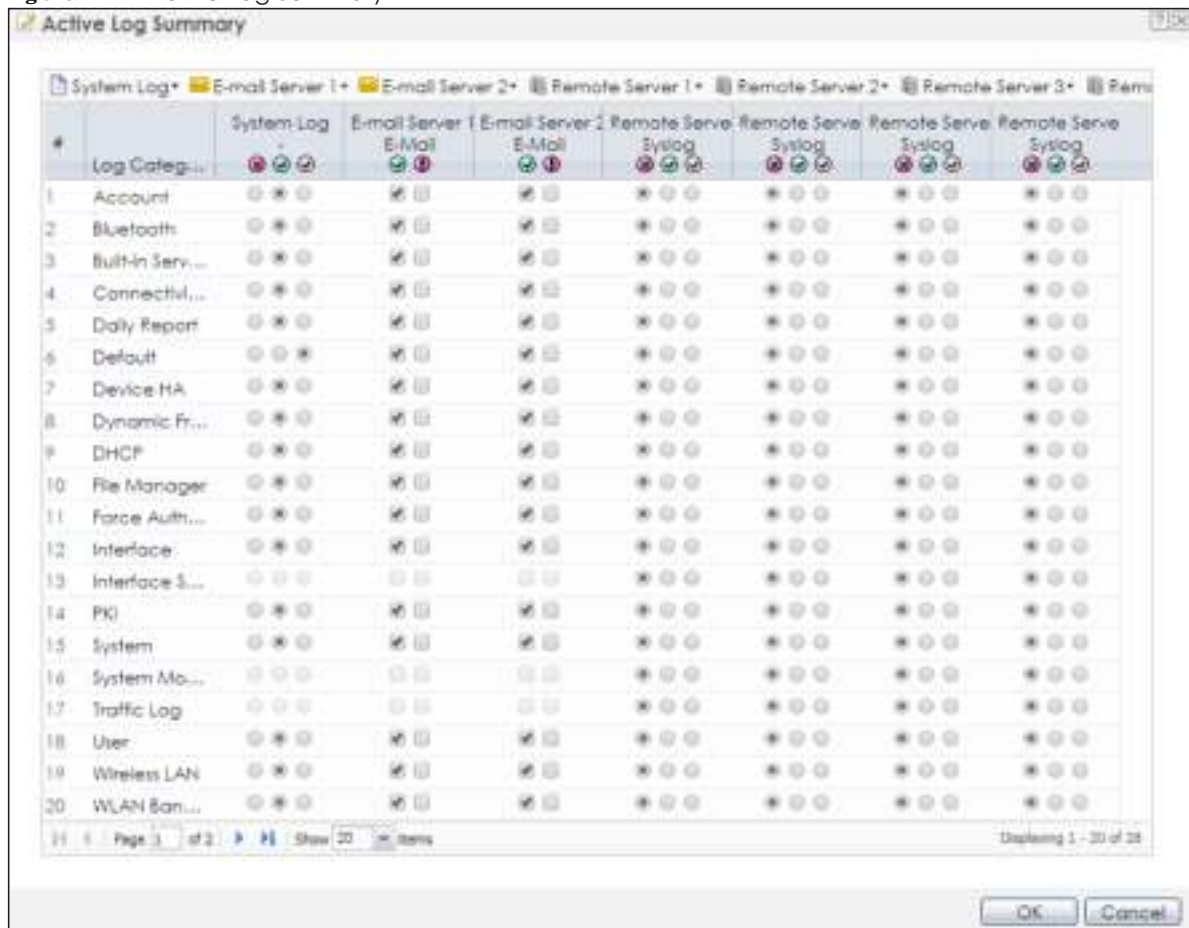 Active Log Summary
System Log E-mail Server 1 E-mail Server 2 Remote Server 1 Remote Server 2 Remote Server 3 Rem
# Log Categ... System Log - E-mail Server 1 E-Mail E-mail Server 2 E-Mail Remote Serve Syslog Remote Serve Syslog Remote Serve Syslog Remote Serve Syslog
1 Account
2 Bluetooth
3 Built-in Serv...
4 Connectivi...
5 Daily Report
6 Default
7 Device HA
8 Dynamic Fr...
9 DHCP
10 File Manager
11 Force Auth...
12 Interface
13 Interface S...
14 PKI
15 System
16 System Mo...
17 Traffic Log
18 User
19 Wireless LAN
20 WLAN Ban...
Page 1 of 2 Show 20 items Displaying 1 - 20 of 28
OK Cancel